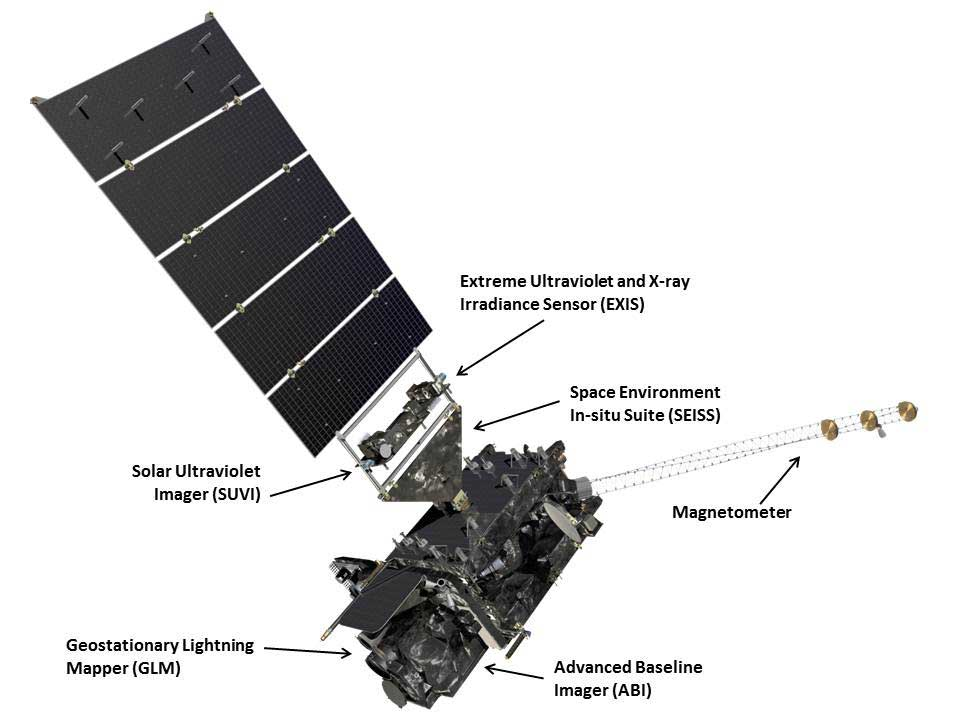 Extreme Ultraviolet and X-ray
Irradiance Sensor (EXIS)
Space Environment
In-situ Suite (SEISS)
Solar Ultraviolet
Imager (SUVI)
Magnetometer
Geostationary Lightning
Mapper (GLM)
Advanced Baseline
Imager (ABI)